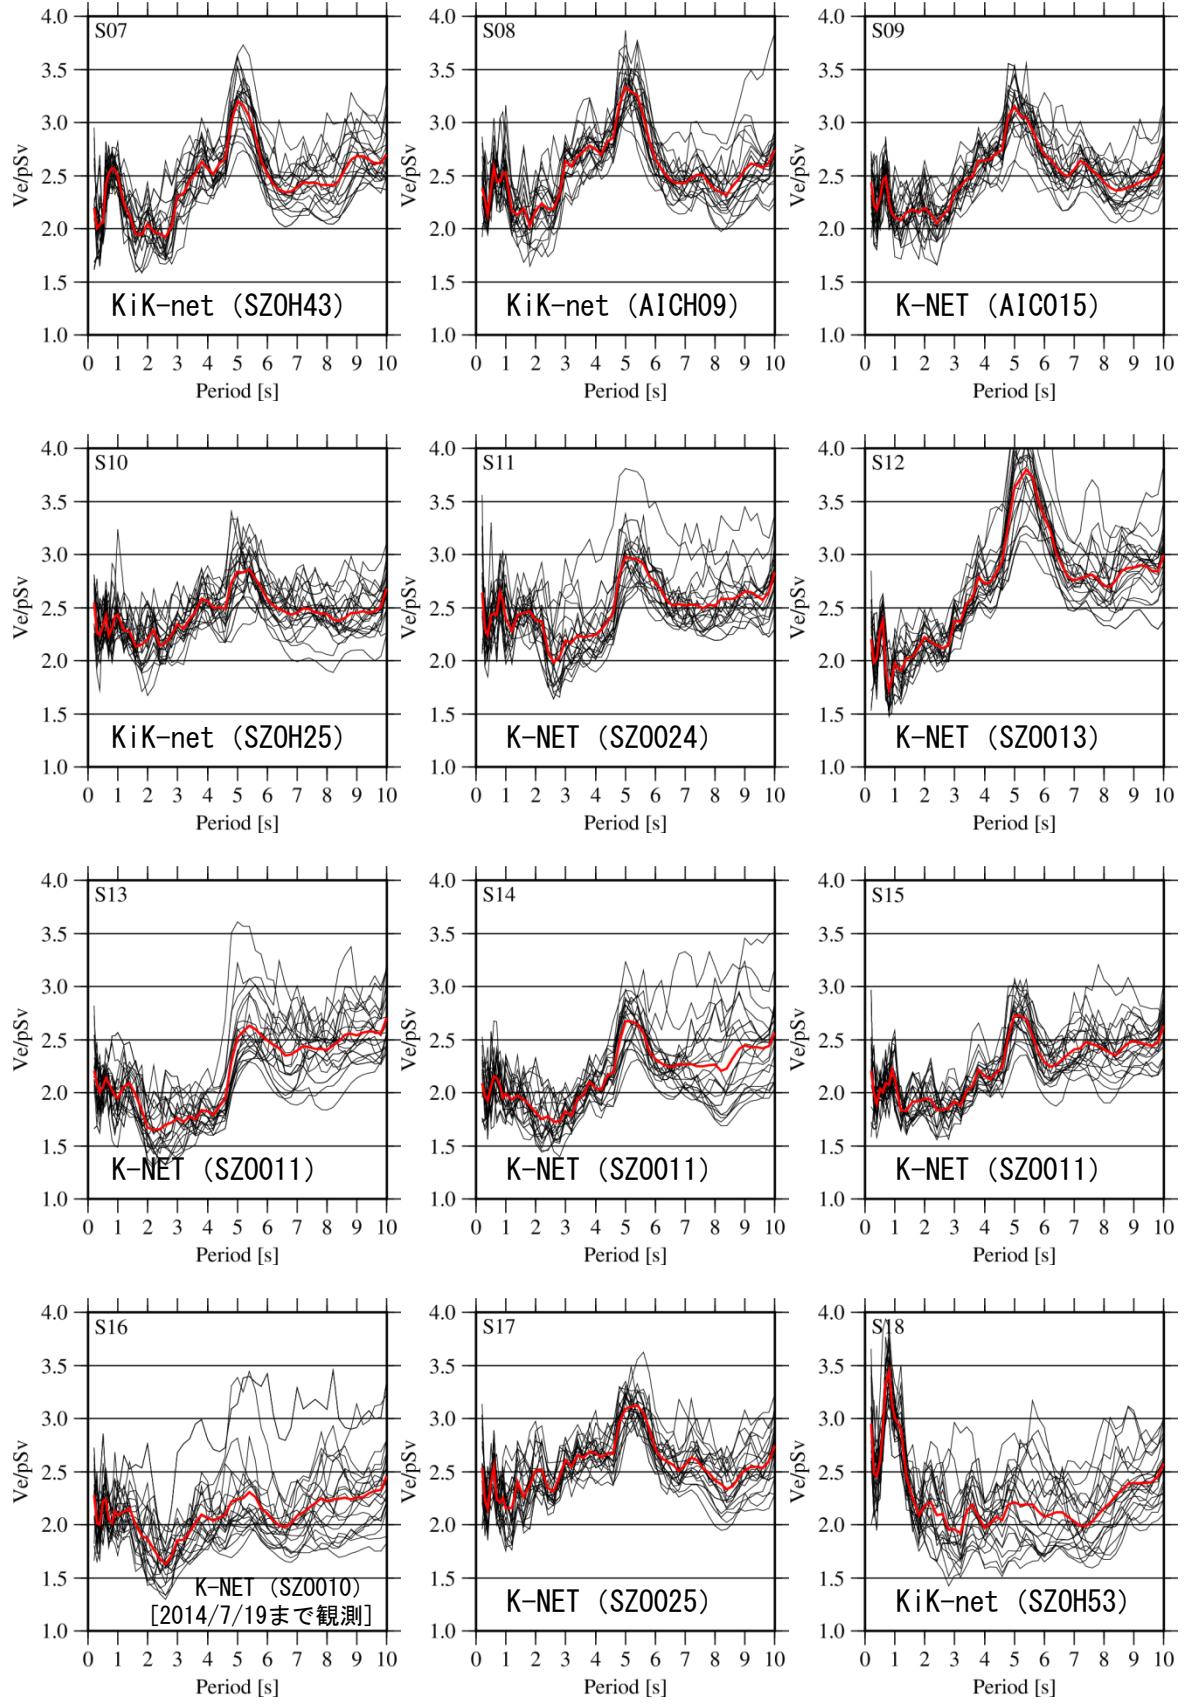 S07
4.0
3.5
3.0
2.5
2.0
1.5
1.0
Ve/pSv
KiK-net (SZOH43)
0 1 2 3 4 5 6 7 8 9 10
Period [s]
S08
4.0
3.5
3.0
2.5
2.0
1.5
1.0
Ve/pSv
KiK-net (AICH09)
0 1 2 3 4 5 6 7 8 9 10
Period [s]
S09
4.0
3.5
3.0
2.5
2.0
1.5
1.0
Ve/pSv
K-NET (AIC015)
0 1 2 3 4 5 6 7 8 9 10
Period [s]
S10
4.0
3.5
3.0
2.5
2.0
1.5
1.0
Ve/pSv
KiK-net (SZOH25)
0 1 2 3 4 5 6 7 8 9 10
Period [s]
S11
4.0
3.5
3.0
2.5
2.0
1.5
1.0
Ve/pSv
K-NET (SZO024)
0 1 2 3 4 5 6 7 8 9 10
Period [s]
S12
4.0
3.5
3.0
2.5
2.0
1.5
1.0
Ve/pSv
K-NET (SZO013)
0 1 2 3 4 5 6 7 8 9 10
Period [s]
S13
4.0
3.5
3.0
2.5
2.0
1.5
1.0
Ve/pSv
K-NET (SZO011)
0 1 2 3 4 5 6 7 8 9 10
Period [s]
S14
4.0
3.5
3.0
2.5
2.0
1.5
1.0
Ve/pSv
K-NET (SZO011)
0 1 2 3 4 5 6 7 8 9 10
Period [s]
S15
4.0
3.5
3.0
2.5
2.0
1.5
1.0
Ve/pSv
K-NET (SZO011)
0 1 2 3 4 5 6 7 8 9 10
Period [s]
S16
4.0
3.5
3.0
2.5
2.0
1.5
1.0
Ve/pSv
K-NET (SZO010)
[2014/7/19まで観測]
0 1 2 3 4 5 6 7 8 9 10
Period [s]
S17
4.0
3.5
3.0
2.5
2.0
1.5
1.0
Ve/pSv
K-NET (SZO025)
0 1 2 3 4 5 6 7 8 9 10
Period [s]
S18
4.0
3.5
3.0
2.5
2.0
1.5
1.0
Ve/pSv
KiK-net (SZOH53)
0 1 2 3 4 5 6 7 8 9 10
Period [s]